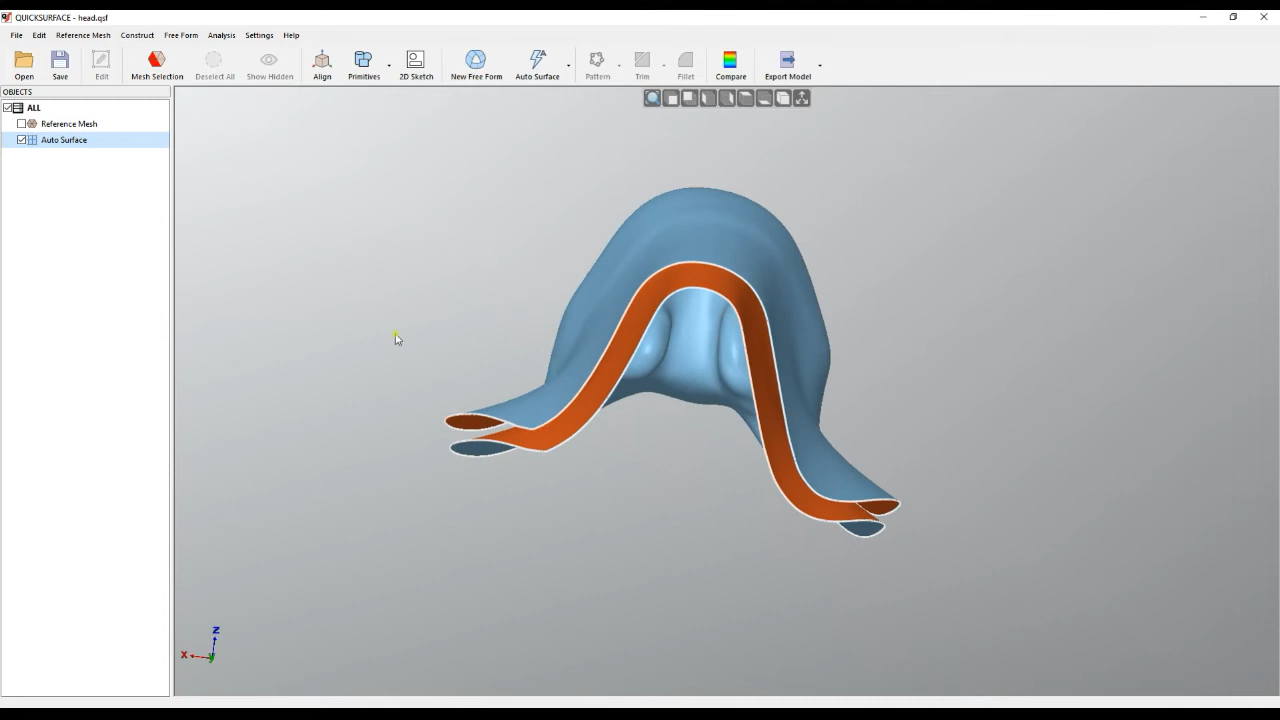 QUICKSURFACE - head.qsf
File Edit Reference Mesh Construct Free Form Analysis Settings Help
Open Save Edit Mesh Selection Deselect All Show Hidden Align Primitives 2D Sketch New Free Form Auto Surface Pattern Trim Fillet Compare Export Model
OBJECTS
ALL
Reference Mesh
Auto Surface
Z
X
Y